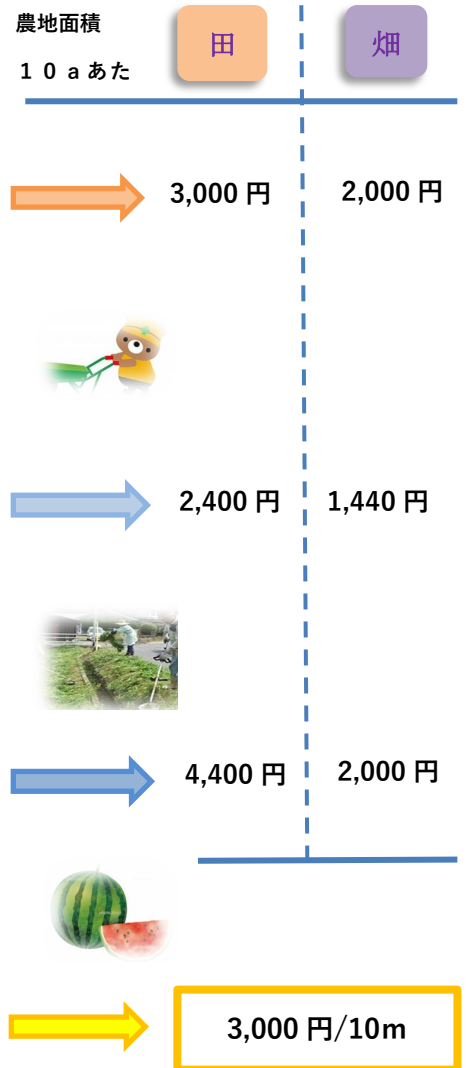 農地面積
田 畑
１０ａあた
3,000 円 2,000 円
2,400 円 1,440 円
4,400 円 2,000 円
3,000 円/10m